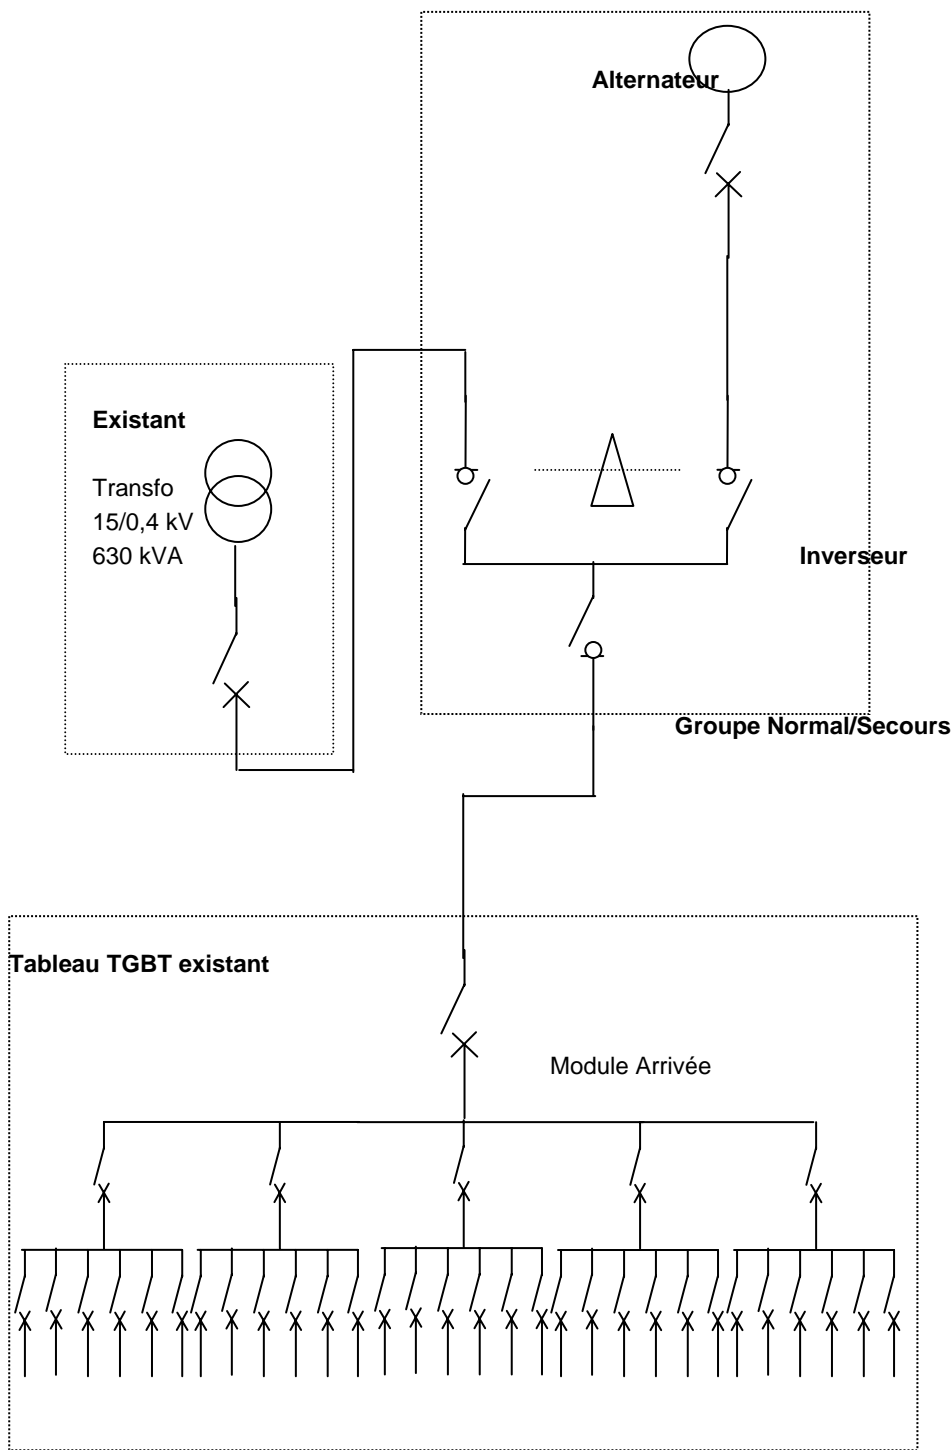 Alternateur
Existant
Transfo
15/0,4 kV
630 kVA
Inverseur
Groupe Normal/Secours
Tableau TGBT existant
Module Arrivée